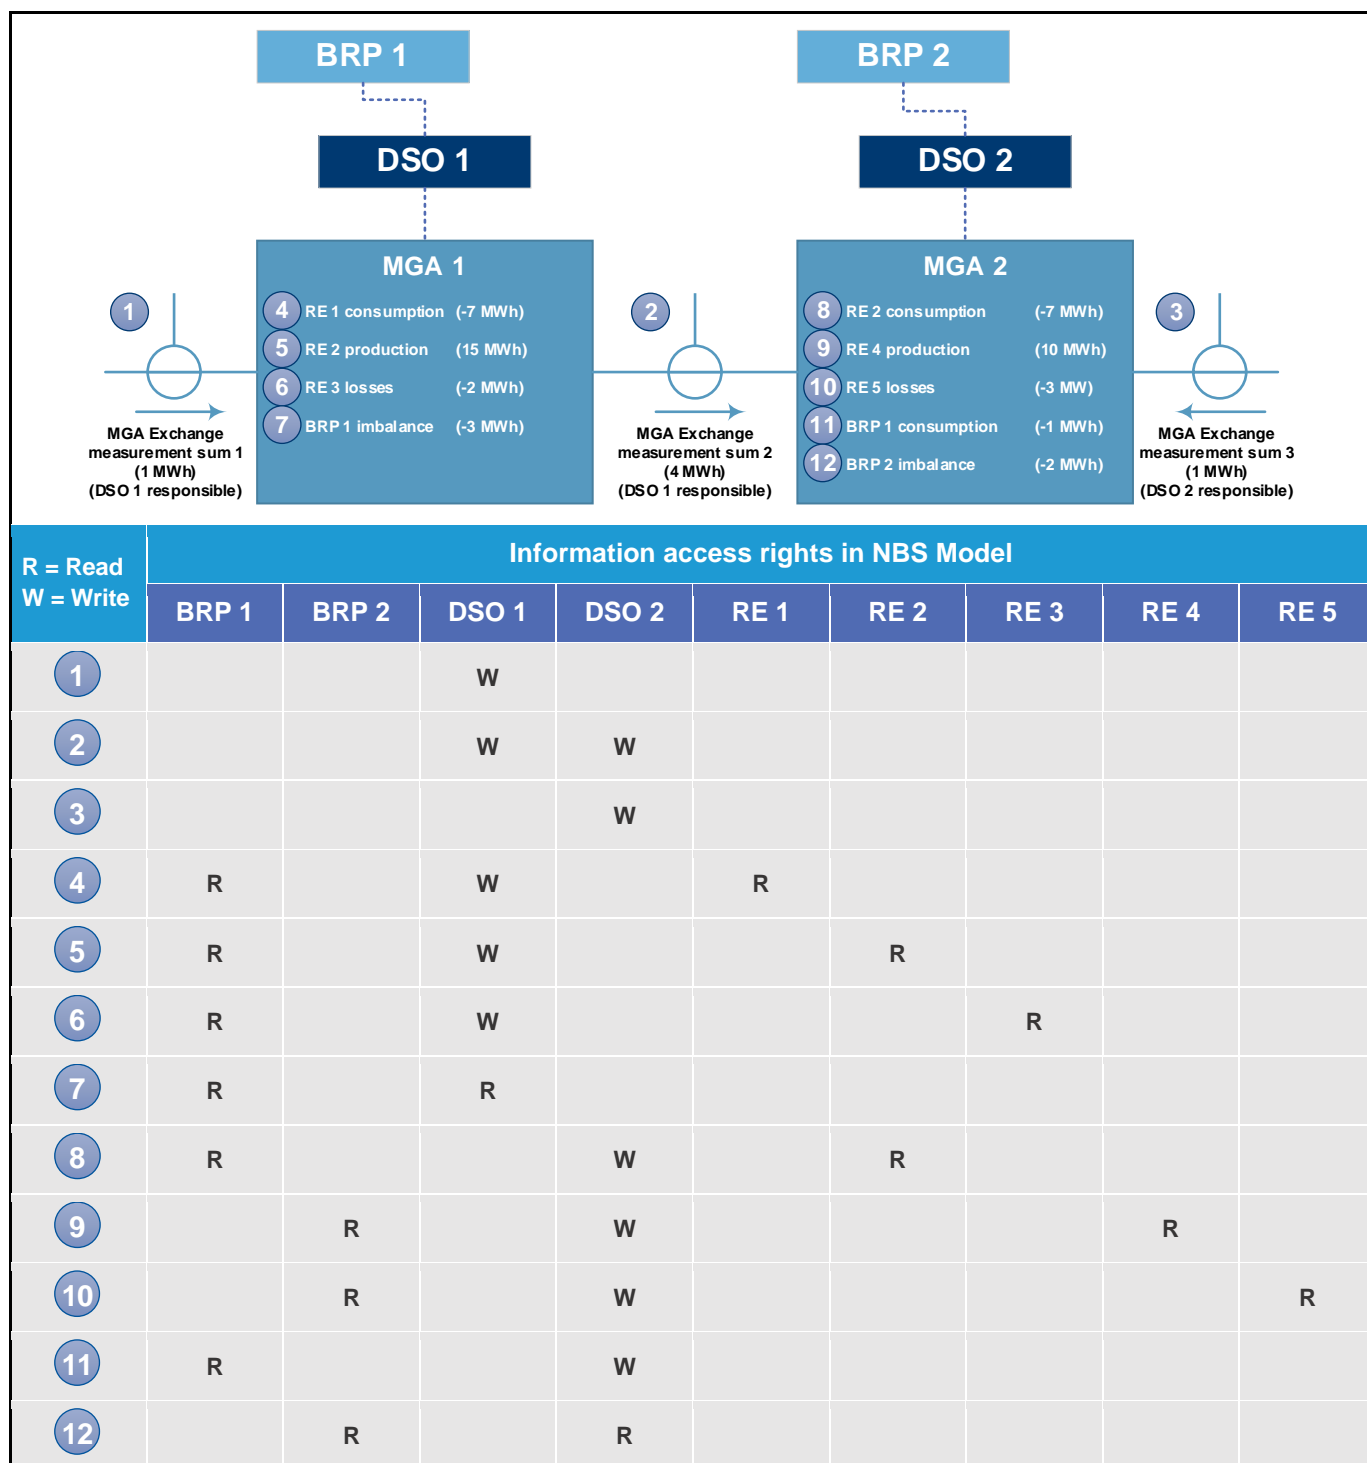 BRP 1
BRP 2
DSO 1
DSO 2
MGA 1
4 RE 1 consumption (-7 MWh)
5 RE 2 production (15 MWh)
6 RE 3 losses (-2 MWh)
7 BRP 1 imbalance (-3 MWh)
MGA 2
8 RE 2 consumption (-7 MWh)
9 RE 4 production (10 MWh)
10 RE 5 losses (-3 MW)
11 BRP 1 consumption (-1 MWh)
12 BRP 2 imbalance (-2 MWh)
1
MGA Exchange
measurement sum 1
(1 MWh)
(DSO 1 responsible)
2
MGA Exchange
measurement sum 2
(4 MWh)
(DSO 1 responsible)
3
MGA Exchange
measurement sum 3
(1 MWh)
(DSO 2 responsible)
R = Read
W = Write
Information access rights in NBS Model
BRP 1 BRP 2 DSO 1 DSO 2 RE 1 RE 2 RE 3 RE 4 RE 5
1 W
2 W W
3 W
4 R W R
5 R W R
6 R W R
7 R R
8 R W R
9 R W R
10 R W R
11 R W
12 R R